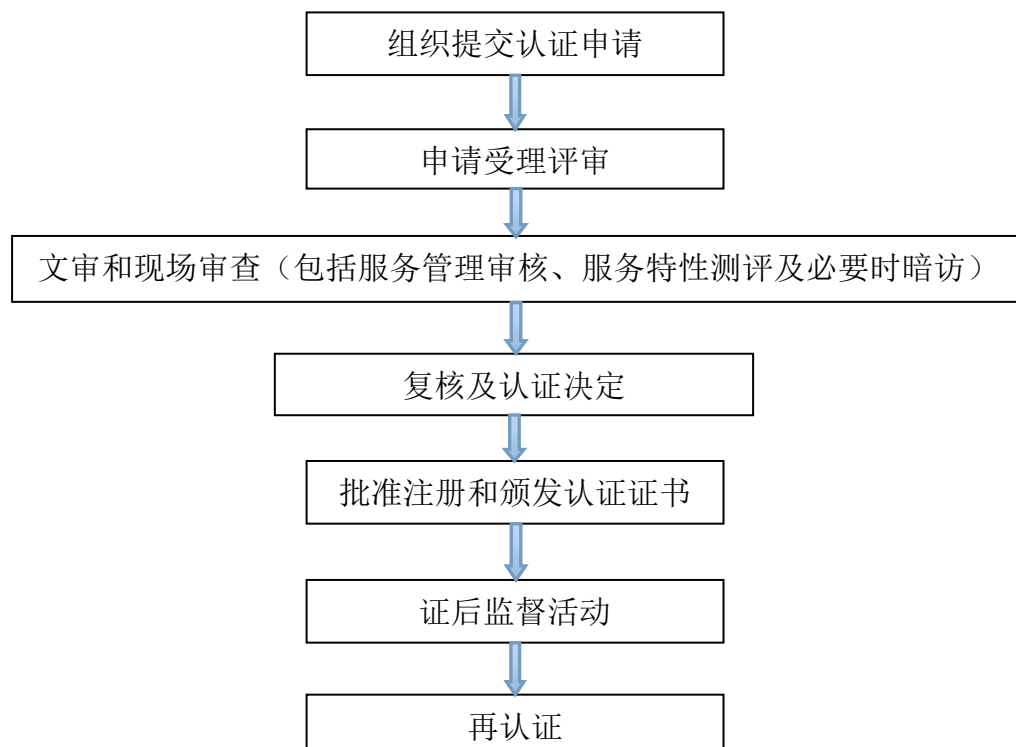 组织提交认证申请
申请受理评审
文审和现场审查（包括服务管理审核、服务特性测评及必要时暗访）
复核及认证决定
批准注册和颁发认证证书
证后监督活动
再认证